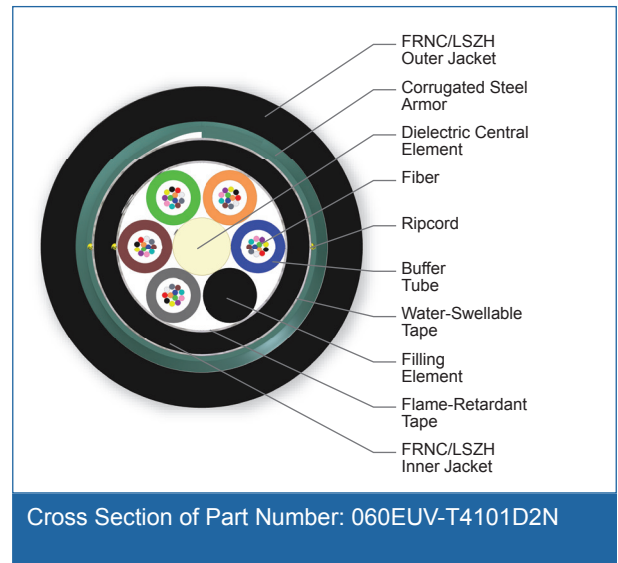 FRNC/LSZH
Outer Jacket
Corrugated Steel
Armor
Dielectric Central
Element
Fiber
Ripcord
Buffer
Tube
Water-Swellable
Tape
Filling
Element
Flame-Retardant
Tape
FRNC/LSZH
Inner Jacket
Cross Section of Part Number: 060EUV-T4101D2N